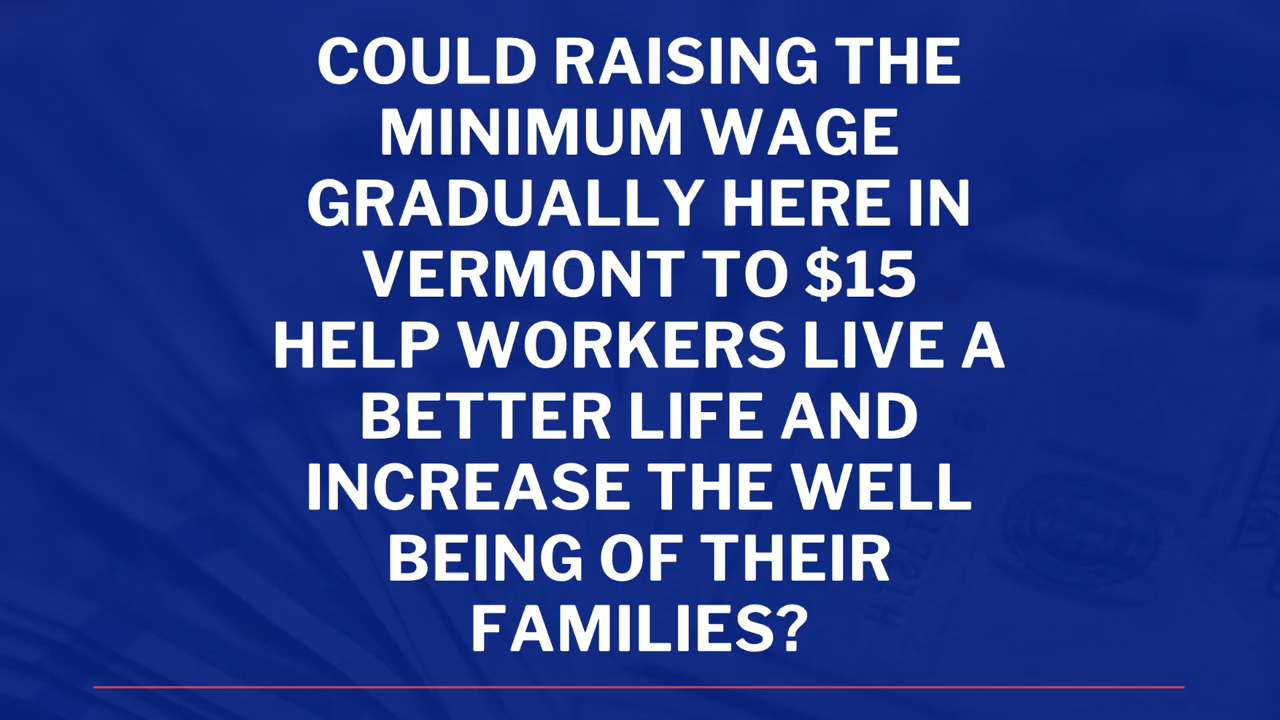 COULD RAISING THE
MINIMUM WAGE
GRADUALLY HERE IN
VERMONT TO $15
HELP WORKERS LIVE A
BETTER LIFE AND
INCREASE THE WELL
BEING OF THEIR
FAMILIES?